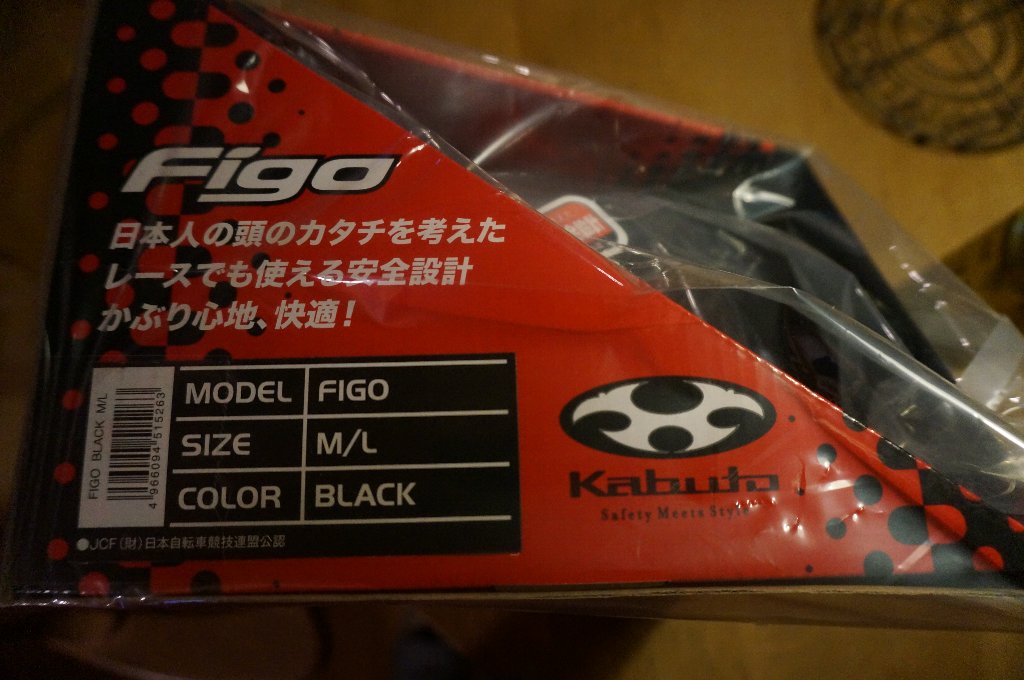 Figo
日本人の頭のカタチを考えた
レースでも使える安全設計
かぶり心地、快適!
MODEL FIGO
SIZE M/L
COLOR BLACK
FIGO BLACK M/L
4 966094 515263
●JCF(財)日本自転車競技連盟公認
Kabuto
Safety Meets Style